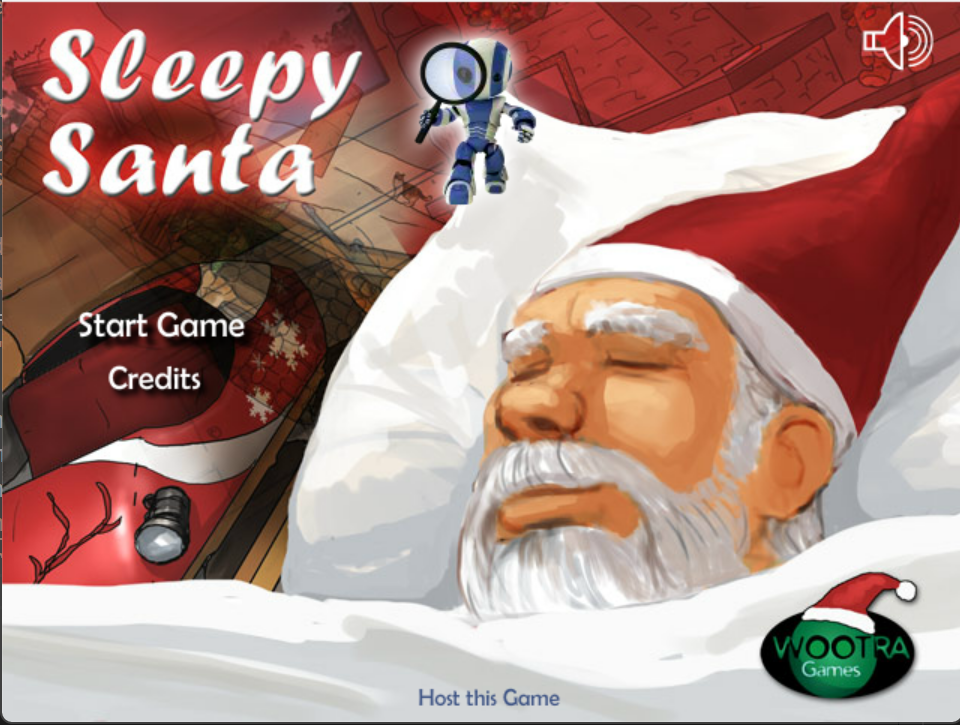 Sleepy
Santa
Start Game
Credits
WOOTRA
Games
Host this Game